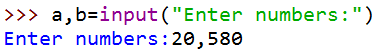 >>> a,b=input("Enter numbers:")
Enter numbers:20,580